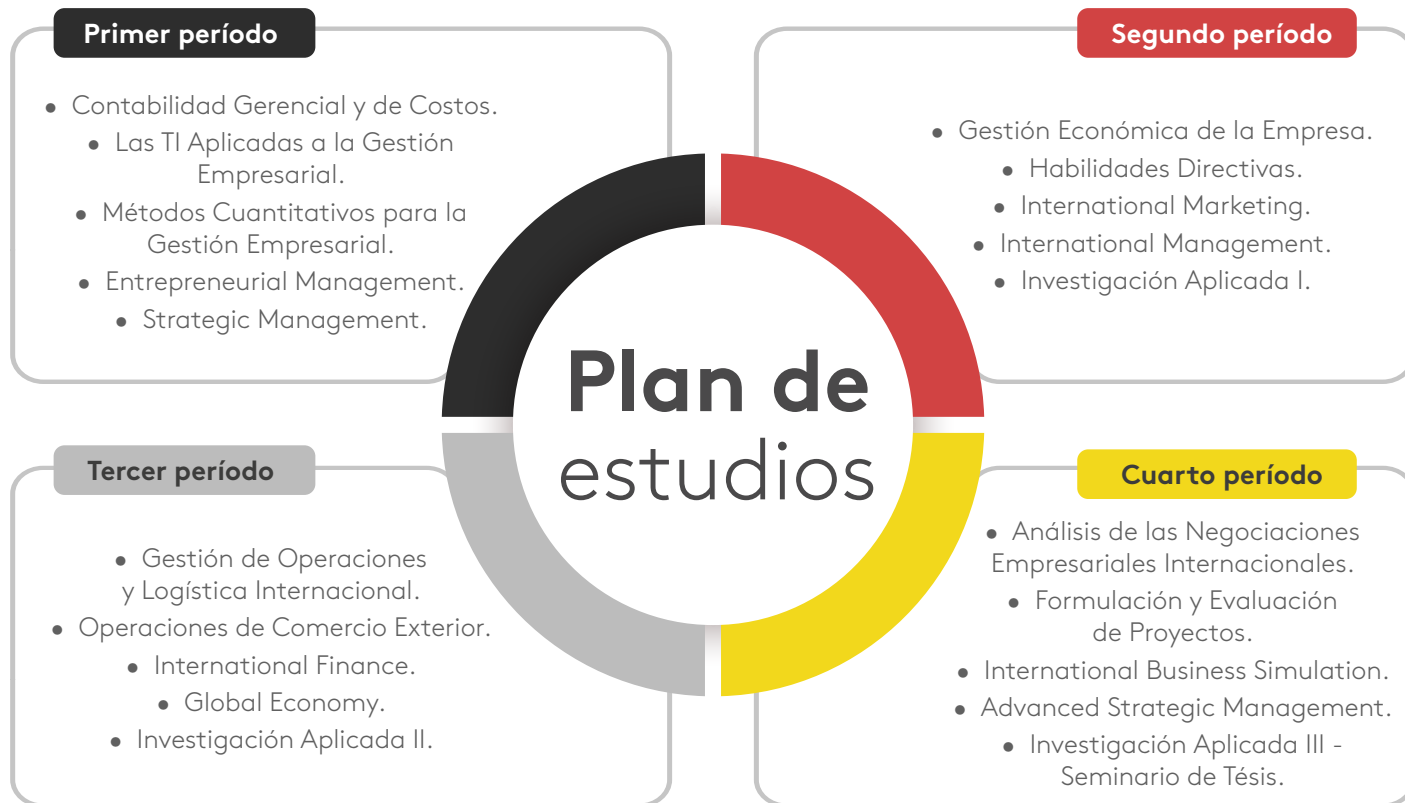 Primer período
• Contabilidad Gerencial y de Costos.
• Las TI Aplicadas a la Gestión
Empresarial.
• Métodos Cuantitativos para la
Gestión Empresarial.
• Entrepreneurial Management.
• Strategic Management.
Segundo período
• Gestión Económica de la Empresa.
• Habilidades Directivas.
• International Marketing.
• International Management.
• Investigación Aplicada I.
Plan de
estudios
Tercer período
• Gestión de Operaciones
y Logística Internacional.
• Operaciones de Comercio Exterior.
• International Finance.
• Global Economy.
• Investigación Aplicada II.
Cuarto período
• Análisis de las Negociaciones
Empresariales Internacionales.
• Formulación y Evaluación
de Proyectos.
• International Business Simulation.
• Advanced Strategic Management.
• Investigación Aplicada III -
Seminario de Tésis.